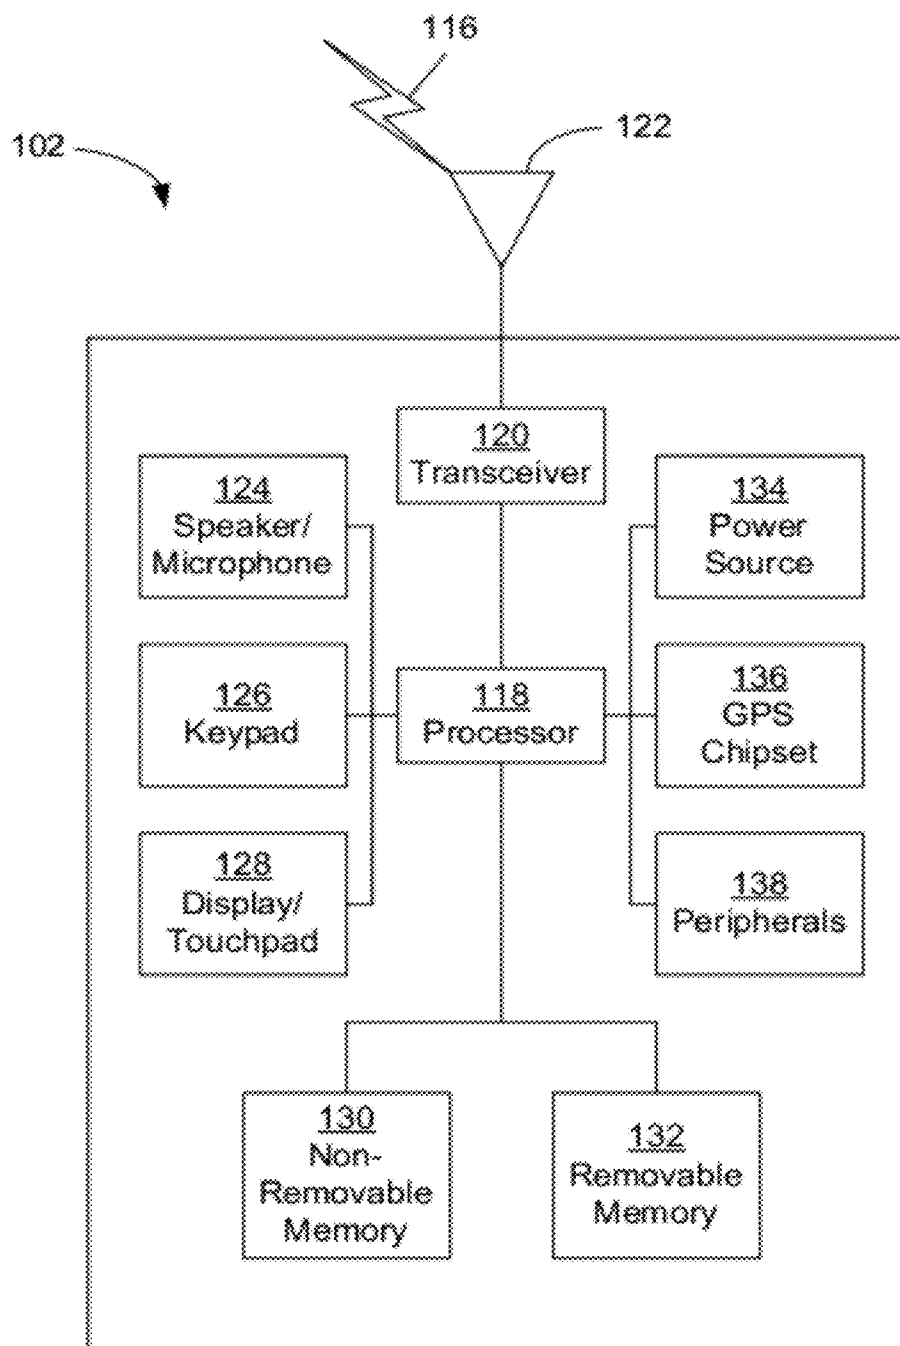 116
122
102
120
Transceiver
124
Speaker/
Microphone
134
Power
Source
126
Keypad
118
Processor
136
GPS
Chipset
128
Display/
Touchpad
138
Peripherals
130
Non-
Removable
Memory
132
Removable
Memory